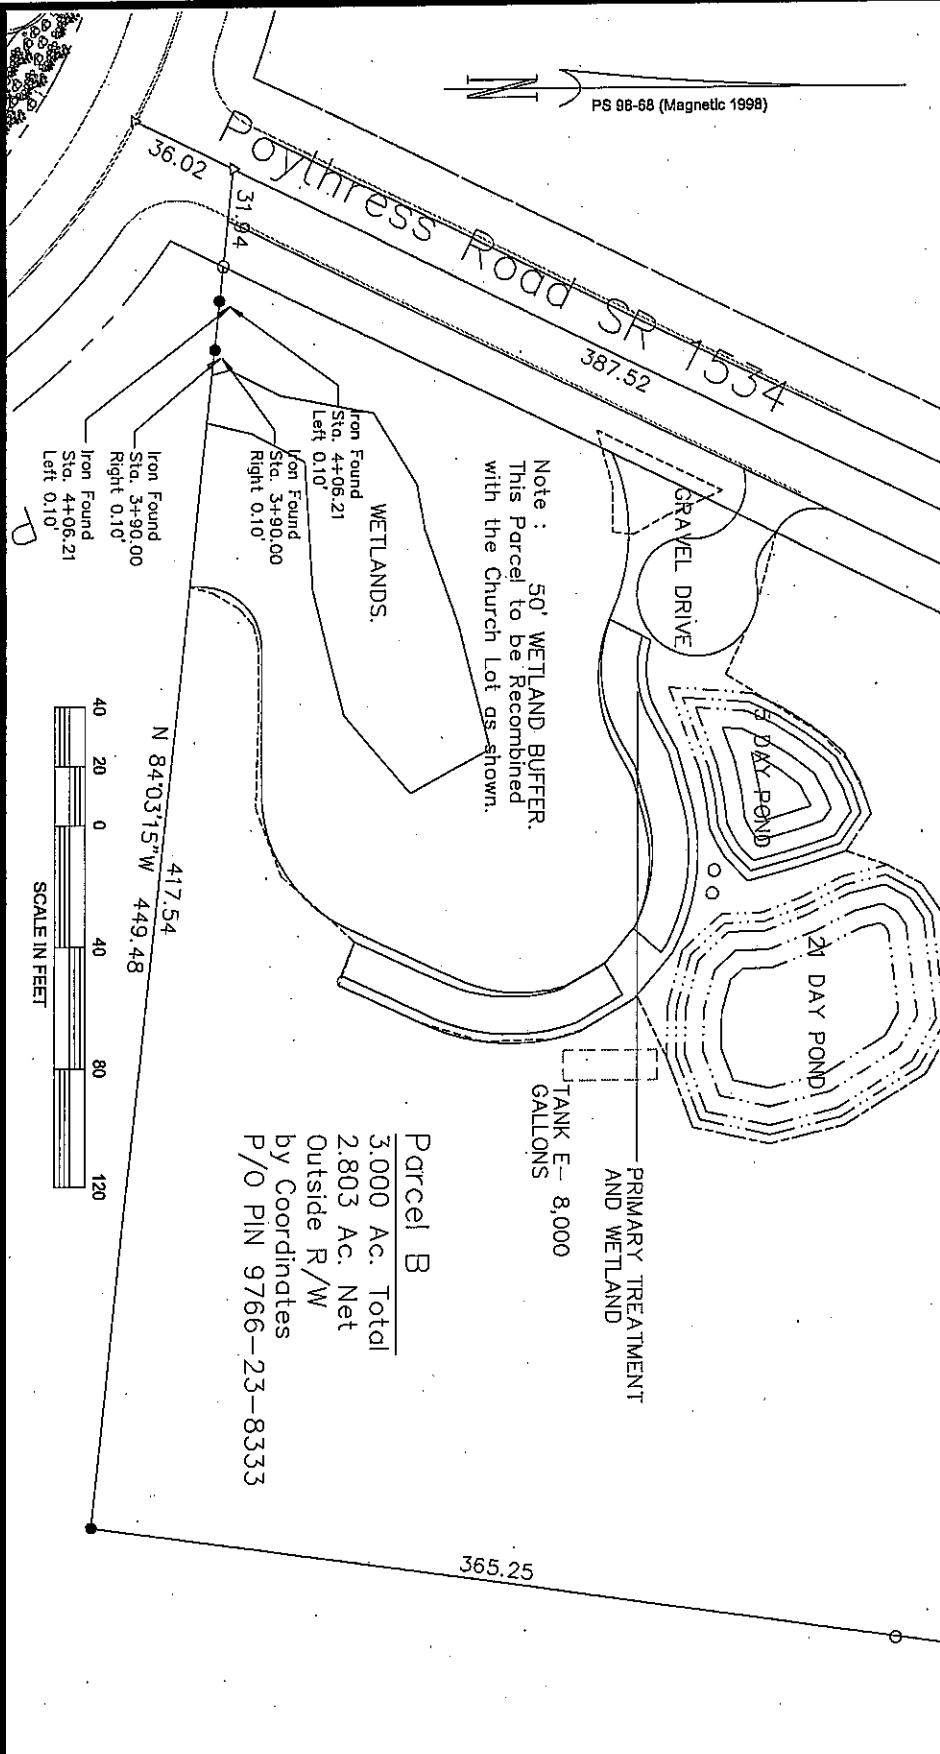 N
PS 98-68 (Magnetic 1998)
Poythress Road SR 1534
36.02
31.94
387.52
GRAVEL DRIVE
5 DAY POND
21 DAY POND
Note : 50' WETLAND BUFFER.
This Parcel to be Recombined
with the Church Lot as shown.
WETLANDS.
Iron Found
Sta. 4+06.21
Left 0.10'
Iron Found
Sta. 3+90.00
Right 0.10'
Iron Found
Sta. 3+90.00
Right 0.10'
Iron Found
Sta. 4+06.21
Left 0.10'
P
PRIMARY TREATMENT
AND WETLAND
TANK E- 8,000
GALLONS
Parcel B
3.000 Ac. Total
2.803 Ac. Net
Outside R/W
by Coordinates
P/O PIN 9766-23-8333
417.54
N 84°03'15"W 449.48
365.25
40 20 0 40 80 120
SCALE IN FEET